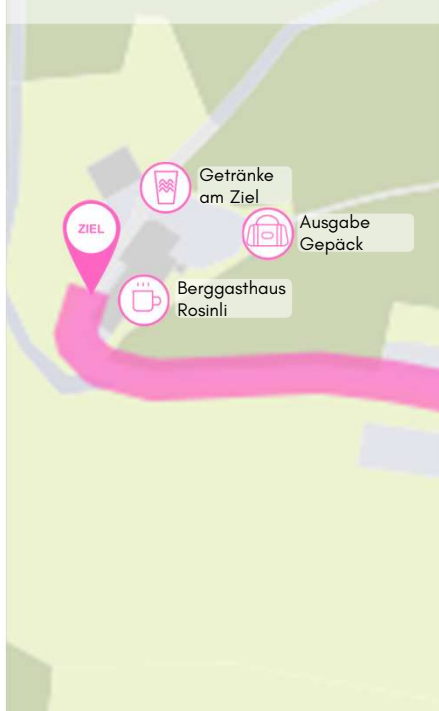 Getränke
am Ziel
Ausgabe
Gepäck
ZIEL
Berggasthaus
Rosinli